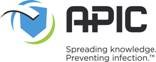 APIC
Spreading knowledge.
Preventing infection.™